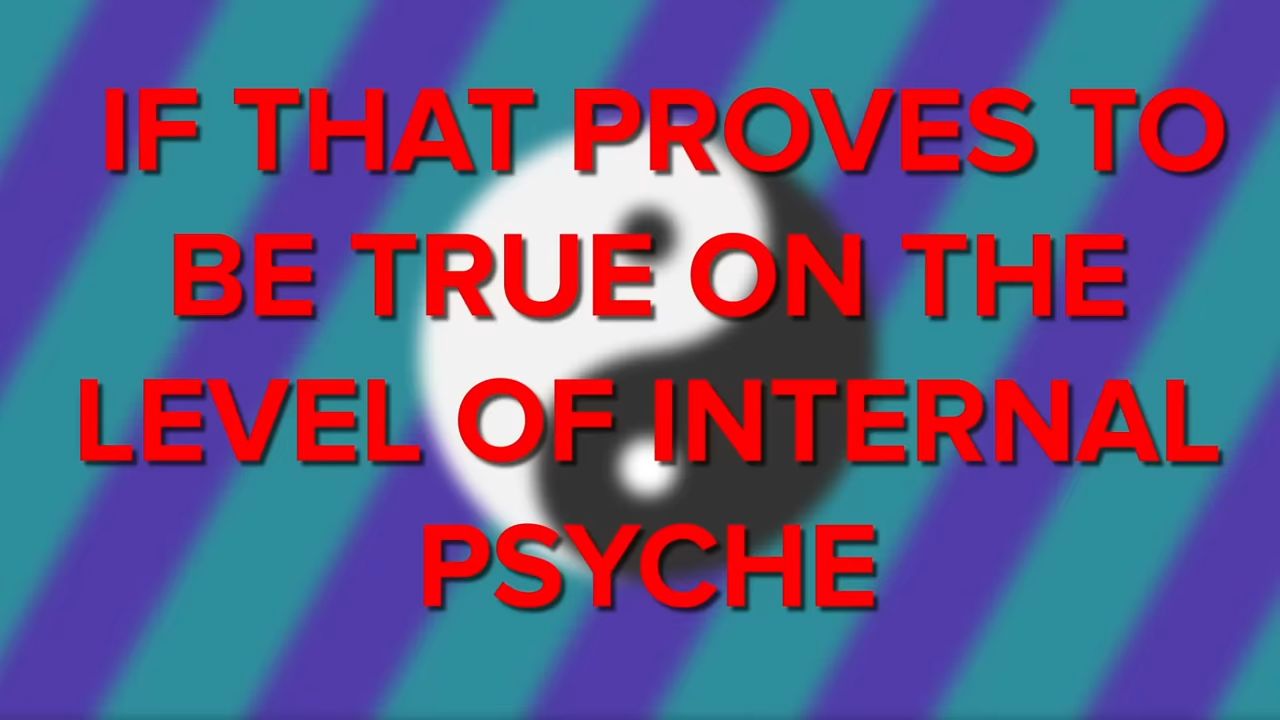 IF THAT PROVES TO
BE TRUE ON THE
LEVEL OF INTERNAL
PSYCHE